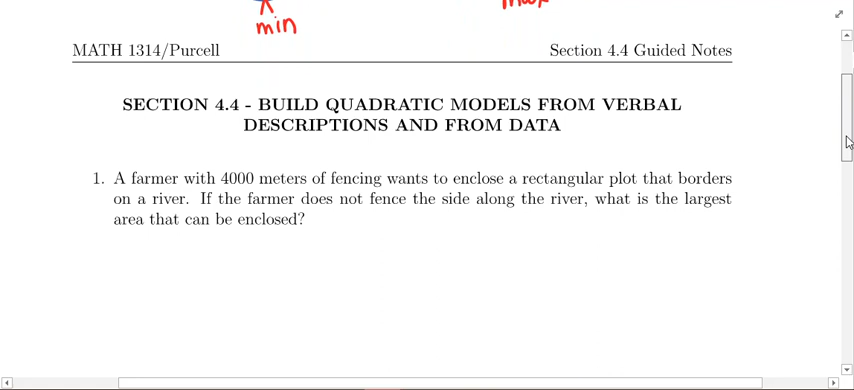 min
MATH 1314/Purcell Section 4.4 Guided Notes
SECTION 4.4 - BUILD QUADRATIC MODELS FROM VERBAL
DESCRIPTIONS AND FROM DATA
1. A farmer with 4000 meters of fencing wants to enclose a rectangular plot that borders
on a river. If the farmer does not fence the side along the river, what is the largest
area that can be enclosed?